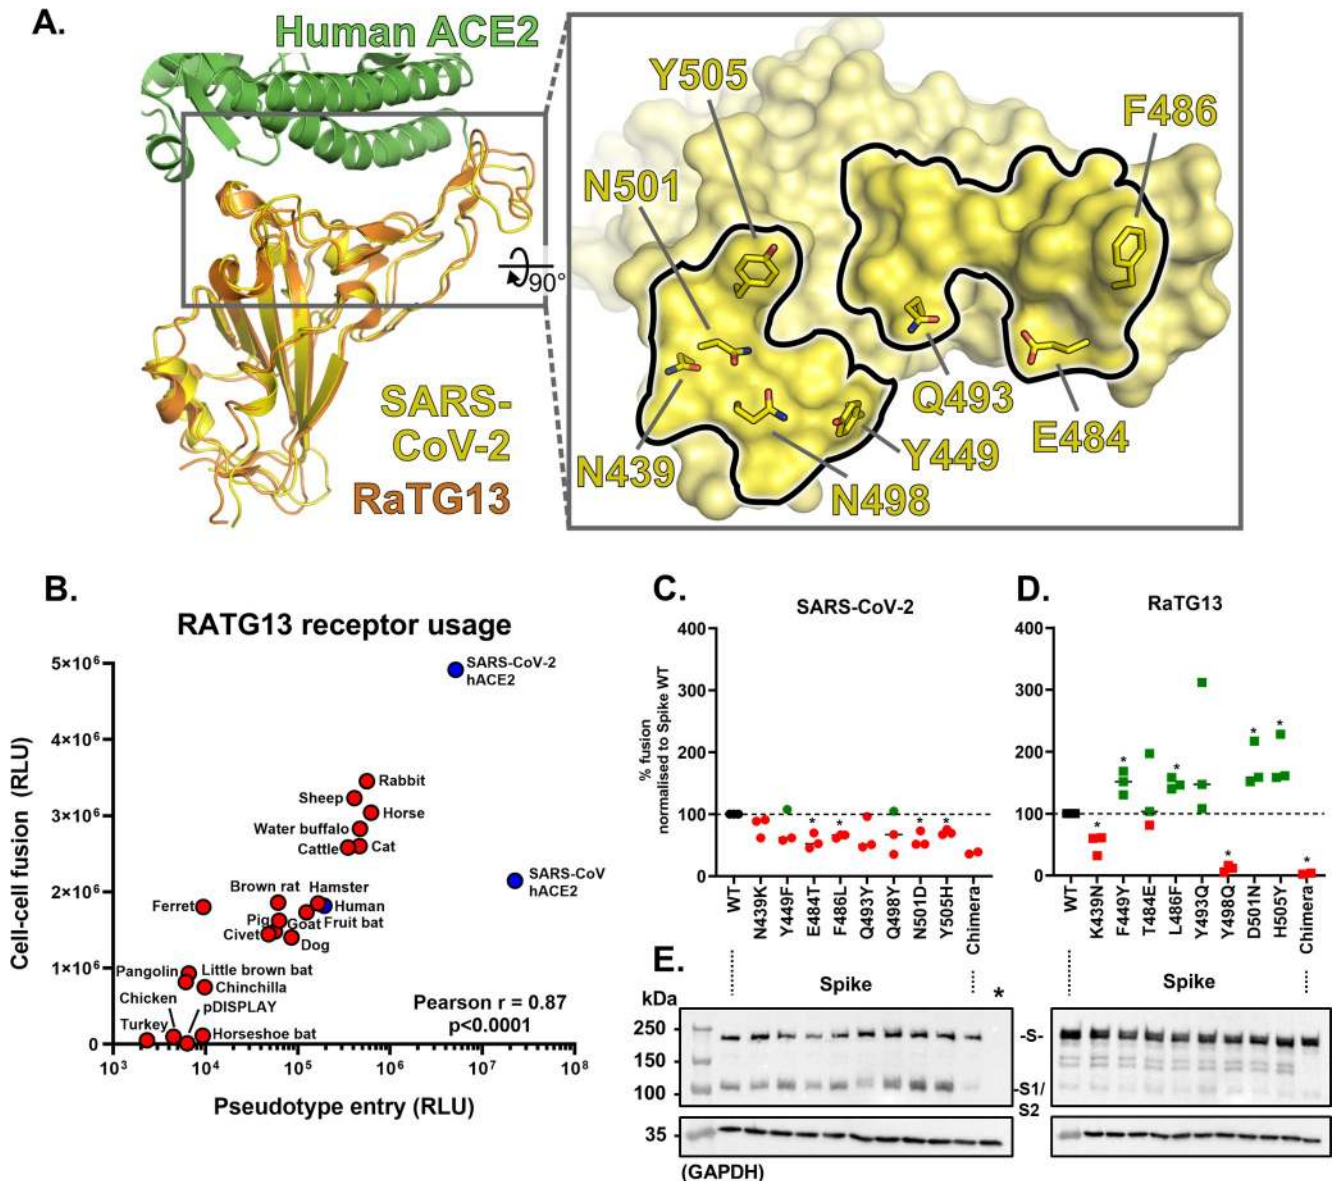 A.
Human ACE2
SARS-
CoV-2
RaTG13
90°
Y505
F486
N501
N439
Q493
Y449
E484
N498
B.
RATG13 receptor usage
Cell-cell fusion (RLU)
5×10⁶
4×10⁶
3×10⁶
2×10⁶
1×10⁶
0
SARS-CoV-2
hACE2
Rabbit
Sheep
Horse
Water buffalo
Cattle
Cat
SARS-CoV
hACE2
Brown rat
Hamster
Ferret
Human
Pig
Goat
Fruit bat
Civet
Dog
Pangolin
Little brown bat
Chinchilla
Chicken
pDISPLAY
Turkey
Horseshoe bat
Pearson r = 0.87
p<0.0001
10³
10⁴
10⁵
10⁶
10⁷
10⁸
Pseudotype entry (RLU)
C.
SARS-CoV-2
% fusion
normalised to Spike WT
400
300
200
100
0
* * * *
WT
N439K
Y449F
E484T
F486L
Q493Y
Q498Y
N501D
Y505H
Chimera
D.
RaTG13
400
300
200
100
0
* * * * * * *
WT
K439N
F449Y
T484E
L486F
Y493Q
Y498Q
D501N
H505Y
Chimera
E.
Spike
*
Spike
kDa
250
150
100
35
(GAPDH)
-S-
-S1/
S2